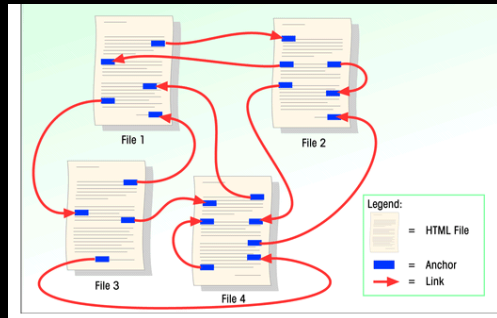 File 1
File 2
File 3
File 4
Legend:
= HTML File
= Anchor
= Link